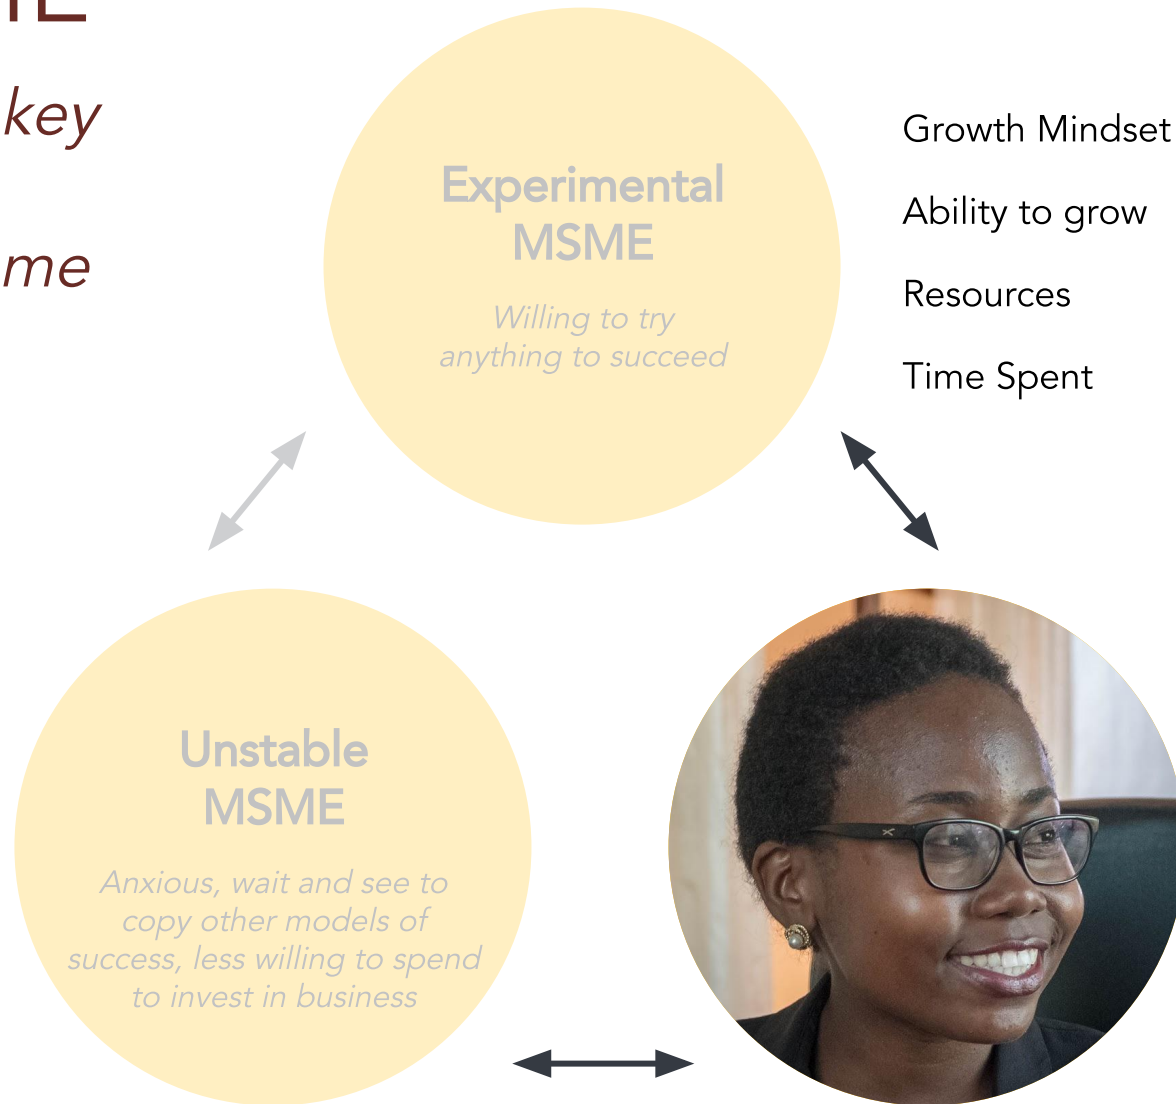 key
me
Experimental
MSME
Willing to try
anything to succeed
Growth Mindset
Ability to grow
Resources
Time Spent
Unstable
MSME
Anxious, wait and see to
copy other models of
success, less willing to spend
to invest in business